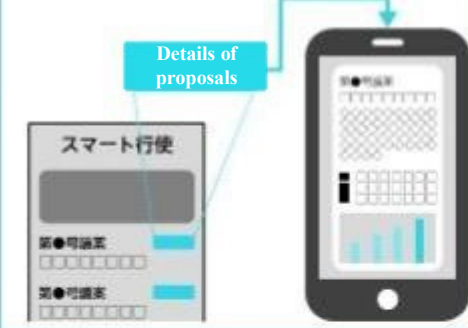 Details of
proposals
第●号議案
スマート行使
第●号議案
第●号議案